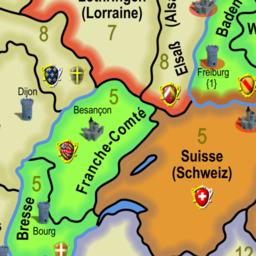 Lothringen
(Lorraine)
7
8
8
(Elsaß
Baden
Freiburg
{1}
Dijon
5
Besançon
Franche-Comté
5
Suisse
(Schweiz)
5
Bresse
Bourg
12